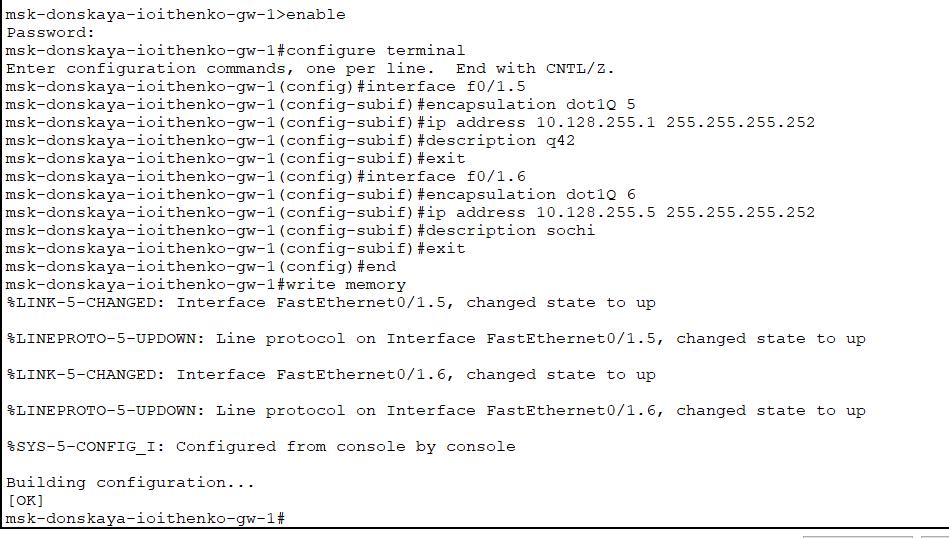 msk-donskaya-ioithenko-gw-1>enable
Password:
msk-donskaya-ioithenko-gw-1#configure terminal
Enter configuration commands, one per line.  End with CNTL/Z.
msk-donskaya-ioithenko-gw-1(config)#interface f0/1.5
msk-donskaya-ioithenko-gw-1(config-subif)#encapsulation dot1Q 5
msk-donskaya-ioithenko-gw-1(config-subif)#ip address 10.128.255.1 255.255.255.252
msk-donskaya-ioithenko-gw-1(config-subif)#description q42
msk-donskaya-ioithenko-gw-1(config-subif)#exit
msk-donskaya-ioithenko-gw-1(config)#interface f0/1.6
msk-donskaya-ioithenko-gw-1(config-subif)#encapsulation dot1Q 6
msk-donskaya-ioithenko-gw-1(config-subif)#ip address 10.128.255.5 255.255.255.252
msk-donskaya-ioithenko-gw-1(config-subif)#description sochi
msk-donskaya-ioithenko-gw-1(config-subif)#exit
msk-donskaya-ioithenko-gw-1(config)#end
msk-donskaya-ioithenko-gw-1#write memory
%LINK-5-CHANGED: Interface FastEthernet0/1.5, changed state to up
%LINEPROTO-5-UPDOWN: Line protocol on Interface FastEthernet0/1.5, changed state to up
%LINK-5-CHANGED: Interface FastEthernet0/1.6, changed state to up
%LINEPROTO-5-UPDOWN: Line protocol on Interface FastEthernet0/1.6, changed state to up
%SYS-5-CONFIG_I: Configured from console by console
Building configuration...
[OK]
msk-donskaya-ioithenko-gw-1#